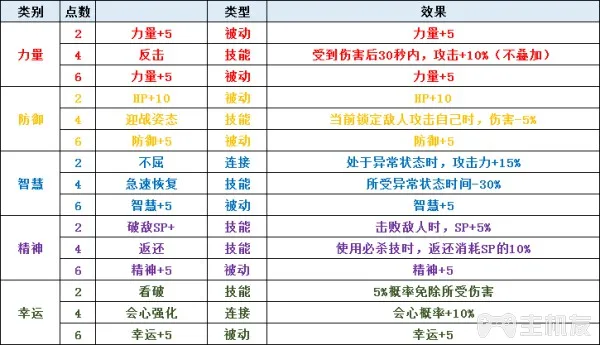 类别 点数 类型 效果
2 力量+5 被动 力量+5
力量 4 反击 技能 受到伤害后30秒内，攻击+10%（不叠加）
6 力量+5 被动 力量+5
2 HP+10 被动 HP+10
防御 4 迎战姿态 技能 当前锁定敌人攻击自己时，伤害-5%
6 防御+5 被动 防御+5
2 不屈 连接 处于异常状态时，攻击力+15%
智慧 4 急速恢复 技能 所受异常状态时间-30%
6 智慧+5 被动 智慧+5
2 破敌SP+ 技能 击败敌人时，SP+5%
精神 4 返还 技能 使用必杀技时，返还消耗SP的10%
6 精神+5 被动 精神+5
2 看破 技能 5%概率免除所受伤害
幸运 4 会心强化 连接 会心概率+10%
6 幸运+5 被动 幸运+5
主机友